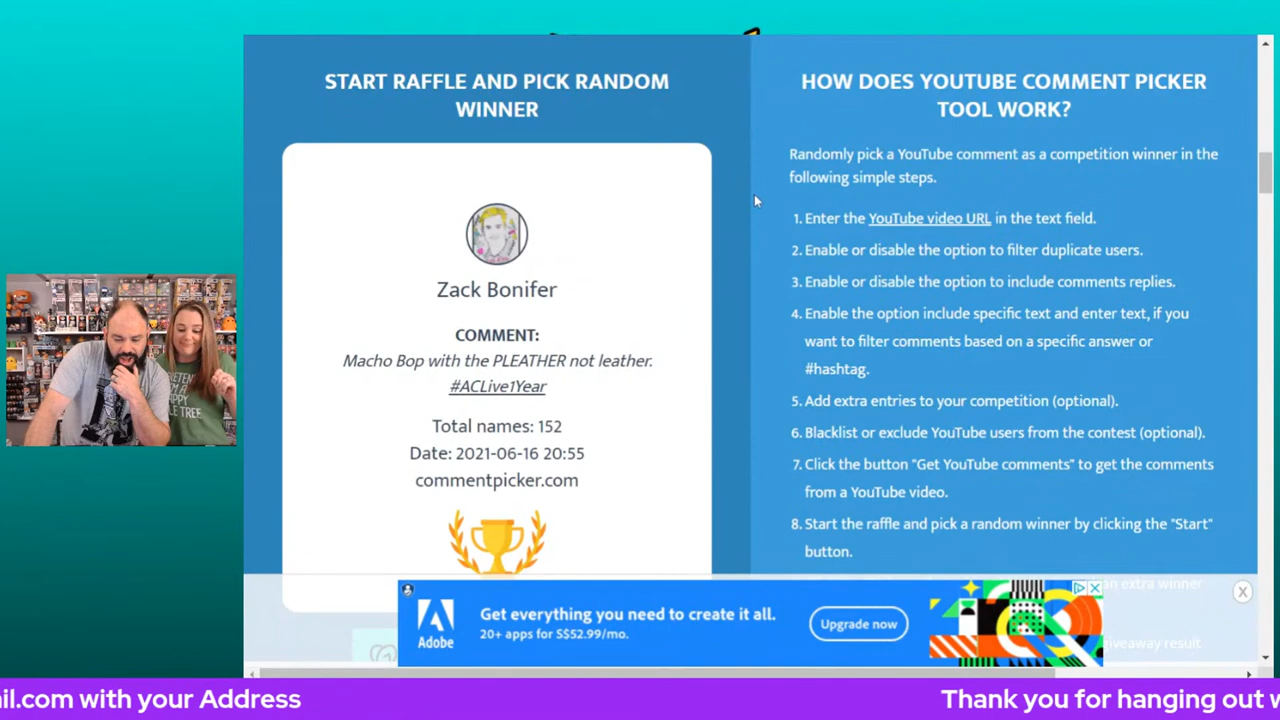 START RAFFLE AND PICK RANDOM
WINNER
Zack Bonifer
COMMENT:
Macho Bop with the PLEATHER not leather.
#ACLive1Year
Total names: 152
Date: 2021-06-16 20:55
commentpicker.com
HOW DOES YOUTUBE COMMENT PICKER
TOOL WORK?
Randomly pick a YouTube comment as a competition winner in the
following simple steps.
1. Enter the YouTube video URL in the text field.
2. Enable or disable the option to filter duplicate users.
3. Enable or disable the option to include comments replies.
4. Enable the option include specific text and enter text, if you
want to filter comments based on a specific answer or
#hashtag.
5. Add extra entries to your competition (optional).
6. Blacklist or exclude YouTube users from the contest (optional).
7. Click the button "Get YouTube comments" to get the comments
from a YouTube video.
8. Start the raffle and pick a random winner by clicking the "Start"
button.
an extra winner
giveaway result
Adobe
Get everything you need to create it all.
20+ apps for S$52.99/mo.
Upgrade now
X
il.com with your Address
Thank you for hanging out w